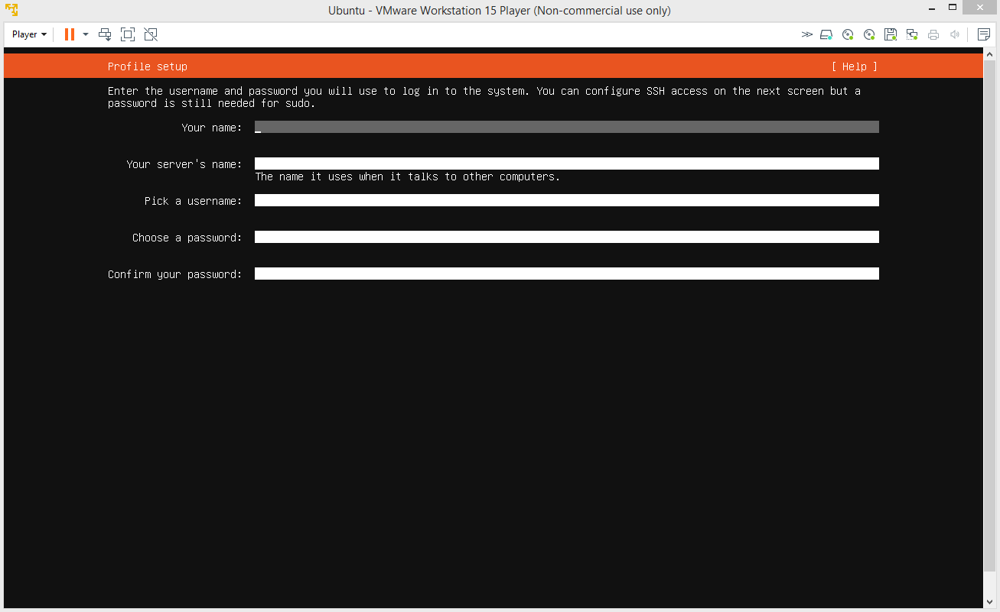 Ubuntu - VMware Workstation 15 Player (Non-commercial use only)
Player
Profile setup [ Help ]
Enter the username and password you will use to log in to the system. You can configure SSH access on the next screen but a
password is still needed for sudo.
Your name:
Your server's name:
The name it uses when it talks to other computers.
Pick a username:
Choose a password:
Confirm your password: